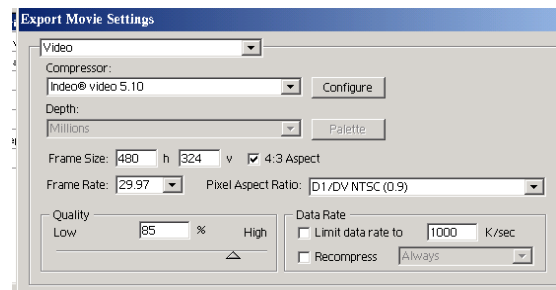 Export Movie Settings
Video
Compressor:
Indeo® video 5.10
Configure
Depth:
Millions
Palette
Frame Size: 480 h 324 v 4:3 Aspect
Frame Rate: 29.97 Pixel Aspect Ratio: D1/DV NTSC (0.9)
Quality
Low 85 % High
Data Rate
Limit data rate to 1000 K/sec
Recompress Always